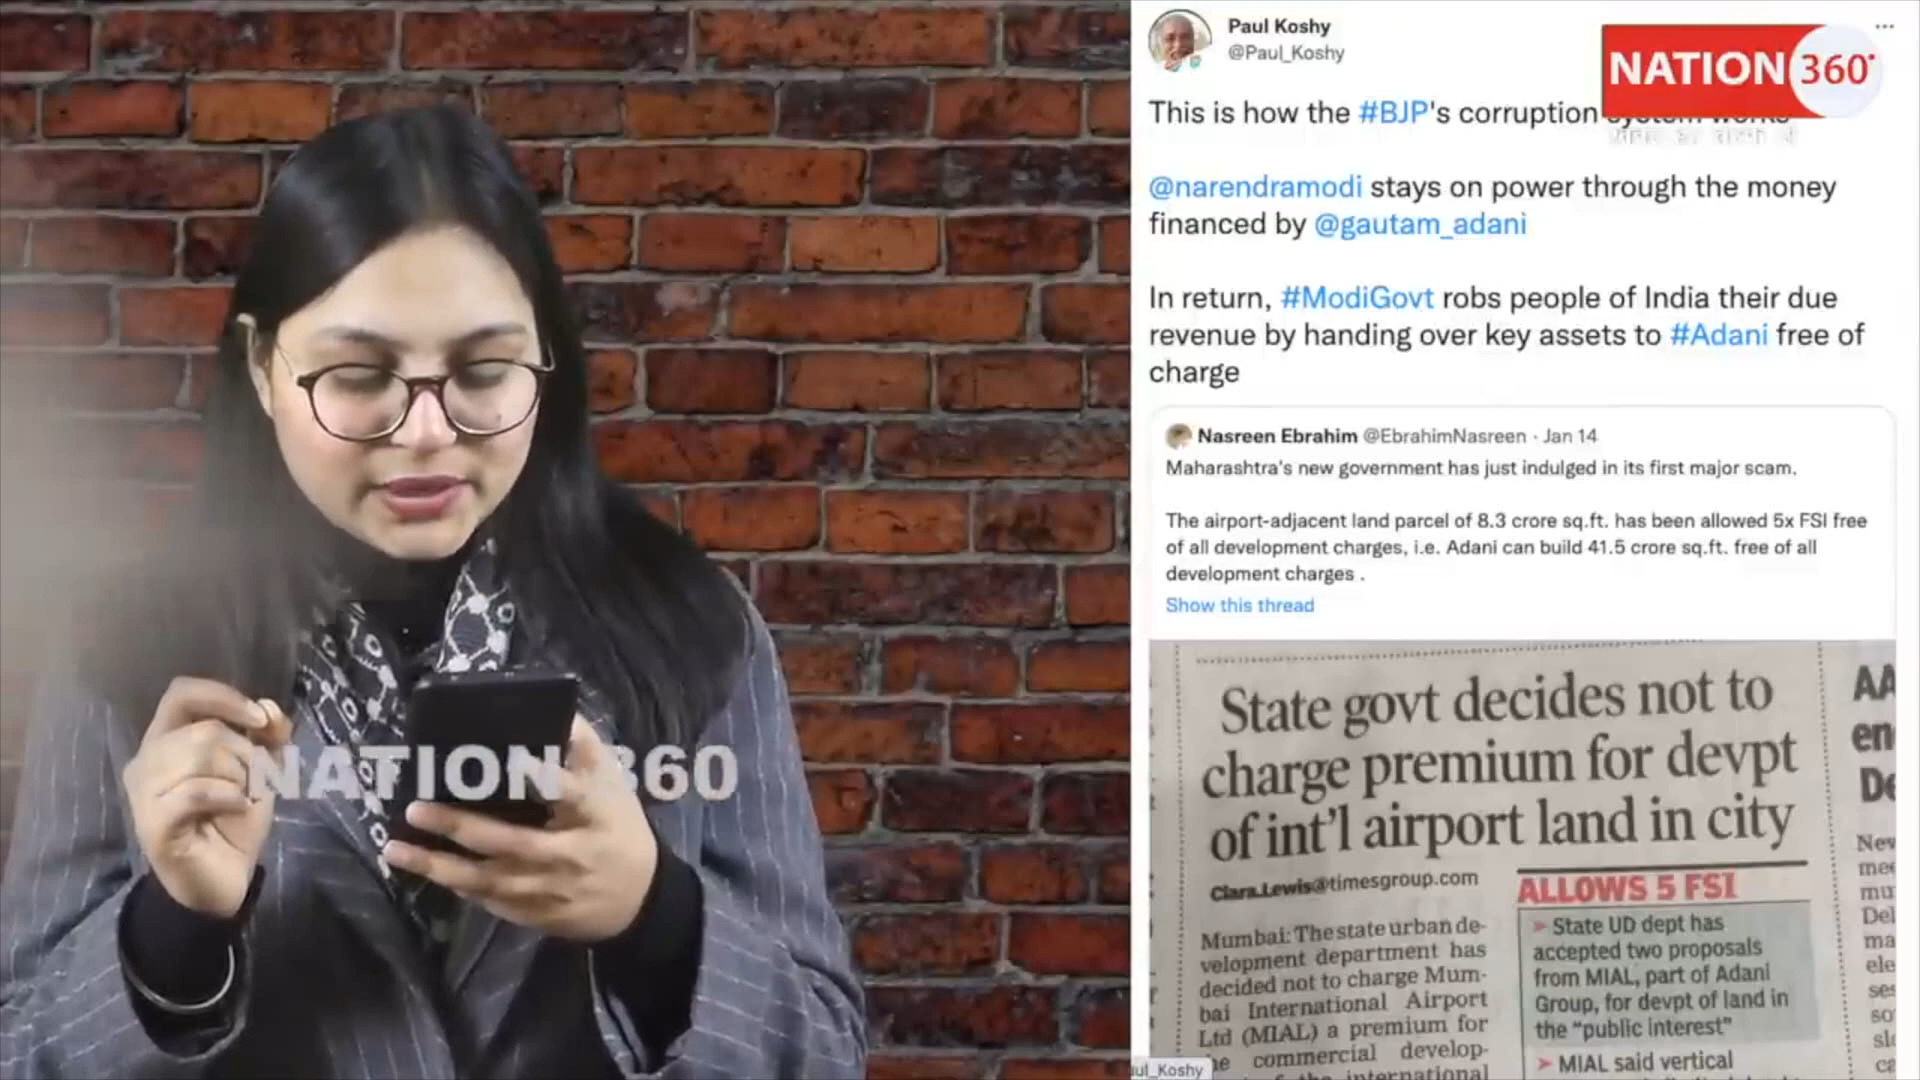 Paul Koshy
@Paul_Koshy
NATION 360°
This is how the #BJP's corruption system works
@narendramodi stays on power through the money
financed by @gautam_adani
In return, #ModiGovt robs people of India their due
revenue by handing over key assets to #Adani free of
charge
Nasreen Ebrahim @EbrahimNasreen · Jan 14
Maharashtra's new government has just indulged in its first major scam.
The airport-adjacent land parcel of 8.3 crore sq.ft. has been allowed 5x FSI free
of all development charges, i.e. Adani can build 41.5 crore sq.ft. free of all
development charges .
Show this thread
State govt decides not to
charge premium for devpt
of int'l airport land in city
Clara.Lewis@timesgroup.com
Mumbai: The state urban de-
velopment department has
decided not to charge Mum-
bai International Airport
Ltd (MIAL) a premium for
commercial develop-
international
ALLOWS 5 FSI
➤ State UD dept has
accepted two proposals
from MIAL, part of Adani
Group, for devpt of land in
the "public interest"
➤ MIAL said vertical
NATION 360
ul_Koshy